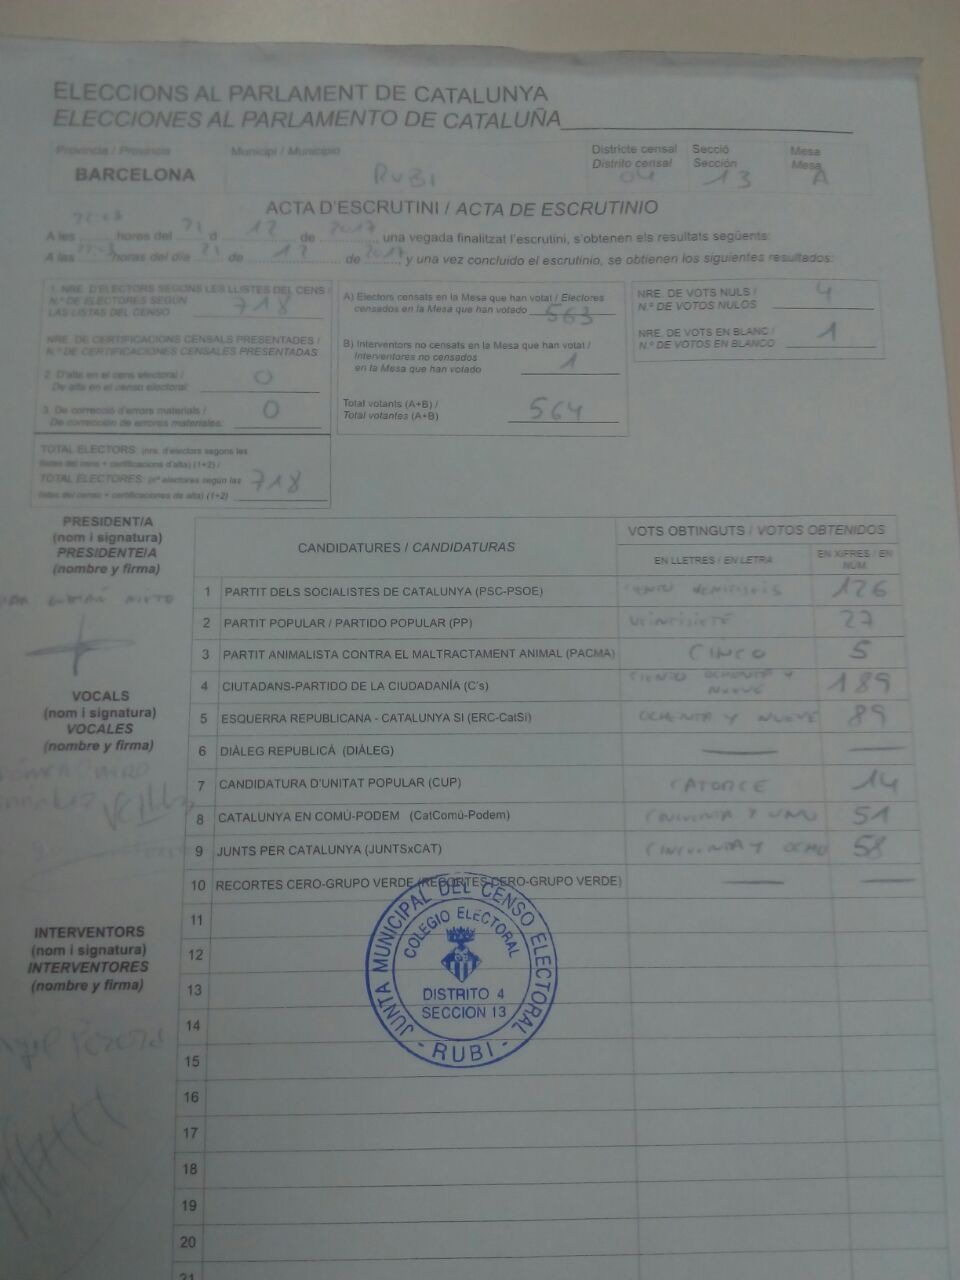 ELECCIONS AL PARLAMENT DE CATALUNYA
ELECCIONES AL PARLAMENTO DE CATALUÑA
Provincia / Provincia
BARCELONA
Municipi / Municipio
RUBI
Districte censal
Distrito censal
04
Secció
Sección
13
Mesa
Mesa
A
ACTA D'ESCRUTINI / ACTA DE ESCRUTINIO
A les hores del 21 d 12 de 2017, una vegada finalitzat l'escrutini, s'obtenen els resultats següents:
A las horas del día 21 de 12 de 2017, y una vez concluido el escrutinio, se obtienen los siguientes resultados:
1. NRE. D'ELECTORS SEGONS LES LLISTES DEL CENS /
N.º DE ELECTORES SEGÚN
LAS LISTAS DEL CENSO
718
NRE. DE CERTIFICACIONS CENSALS PRESENTADES /
N.º DE CERTIFICACIONES CENSALES PRESENTADAS:
2. D'alta en el cens electoral /
De alta en el censo electoral:
0
3. De correcció d'errors materials /
De corrección de errores materiales:
0
TOTAL ELECTORS: (nre. d'electors segons les
llistes del cens + certificacions d'alta) (1+2) /
TOTAL ELECTORES: (nº electores según las
listas del censo + certificaciones de alta) (1+2)
718
A) Electors censats en la Mesa que han votat / Electores
censados en la Mesa que han votado
563
B) Interventors no censats en la Mesa que han votat /
Interventores no censados
en la Mesa que han votado
1
Total votants (A+B) /
Total votantes (A+B)
564
NRE. DE VOTS NULS /
N.º DE VOTOS NULOS
4
NRE. DE VOTS EN BLANC /
N.º DE VOTOS EN BLANCO
1
PRESIDENT/A
(nom i signatura)
PRESIDENTE/A
(nombre y firma)
VOCALS
(nom i signatura)
VOCALES
(nombre y firma)
INTERVENTORS
(nom i signatura)
INTERVENTORES
(nombre y firma)
CANDIDATURES / CANDIDATURAS
VOTS OBTINGUTS / VOTOS OBTENIDOS
EN LLETRES / EN LETRA
EN XIFRES / EN NÚM.
1 PARTIT DELS SOCIALISTES DE CATALUNYA (PSC-PSOE) 126
2 PARTIT POPULAR / PARTIDO POPULAR (PP) VEINTISIETE 27
3 PARTIT ANIMALISTA CONTRA EL MALTRACTAMENT ANIMAL (PACMA) CINCO 5
4 CIUTADANS-PARTIDO DE LA CIUDADANÍA (C's) CIENTO OCHENTA Y NUEVE 189
5 ESQUERRA REPUBLICANA - CATALUNYA SÍ (ERC-CatSí) OCHENTA Y NUEVE 89
6 DIÀLEG REPUBLICÀ (DIÀLEG)
7 CANDIDATURA D'UNITAT POPULAR (CUP) CATORCE 14
8 CATALUNYA EN COMÚ-PODEM (CatComú-Podem) CINCUENTA Y UNO 51
9 JUNTS PER CATALUNYA (JUNTSxCAT) CINCUENTA Y OCHO 58
10 RECORTES CERO-GRUPO VERDE (RECORTES CERO-GRUPO VERDE)
11
12
13
14
15
16
17
18
19
20
21
JUNTA MUNICIPAL DEL CENSO ELECTORAL
COLEGIO ELECTORAL
DISTRITO 4
SECCION 13
- RUBI -